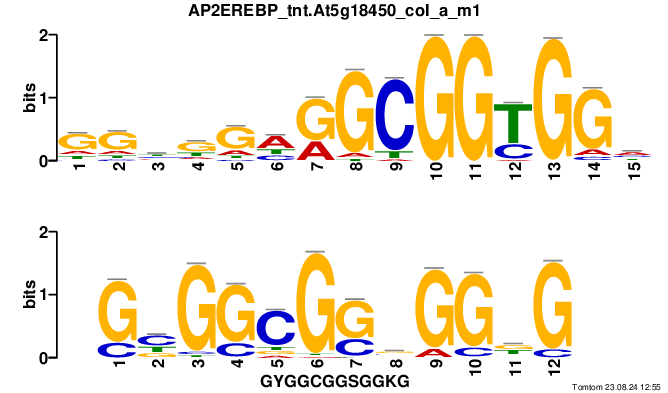 AP2EREBP_tnt.At5g18450_col_a_m1
bits
2
1
0
1 2 3 4 5 6 7 8 9 10 11 12 13 14 15
bits
2
1
0
1 2 3 4 5 6 7 8 9 10 11 12
GYGGCGGSGGKG
Tomtom 23.08.24 12:55